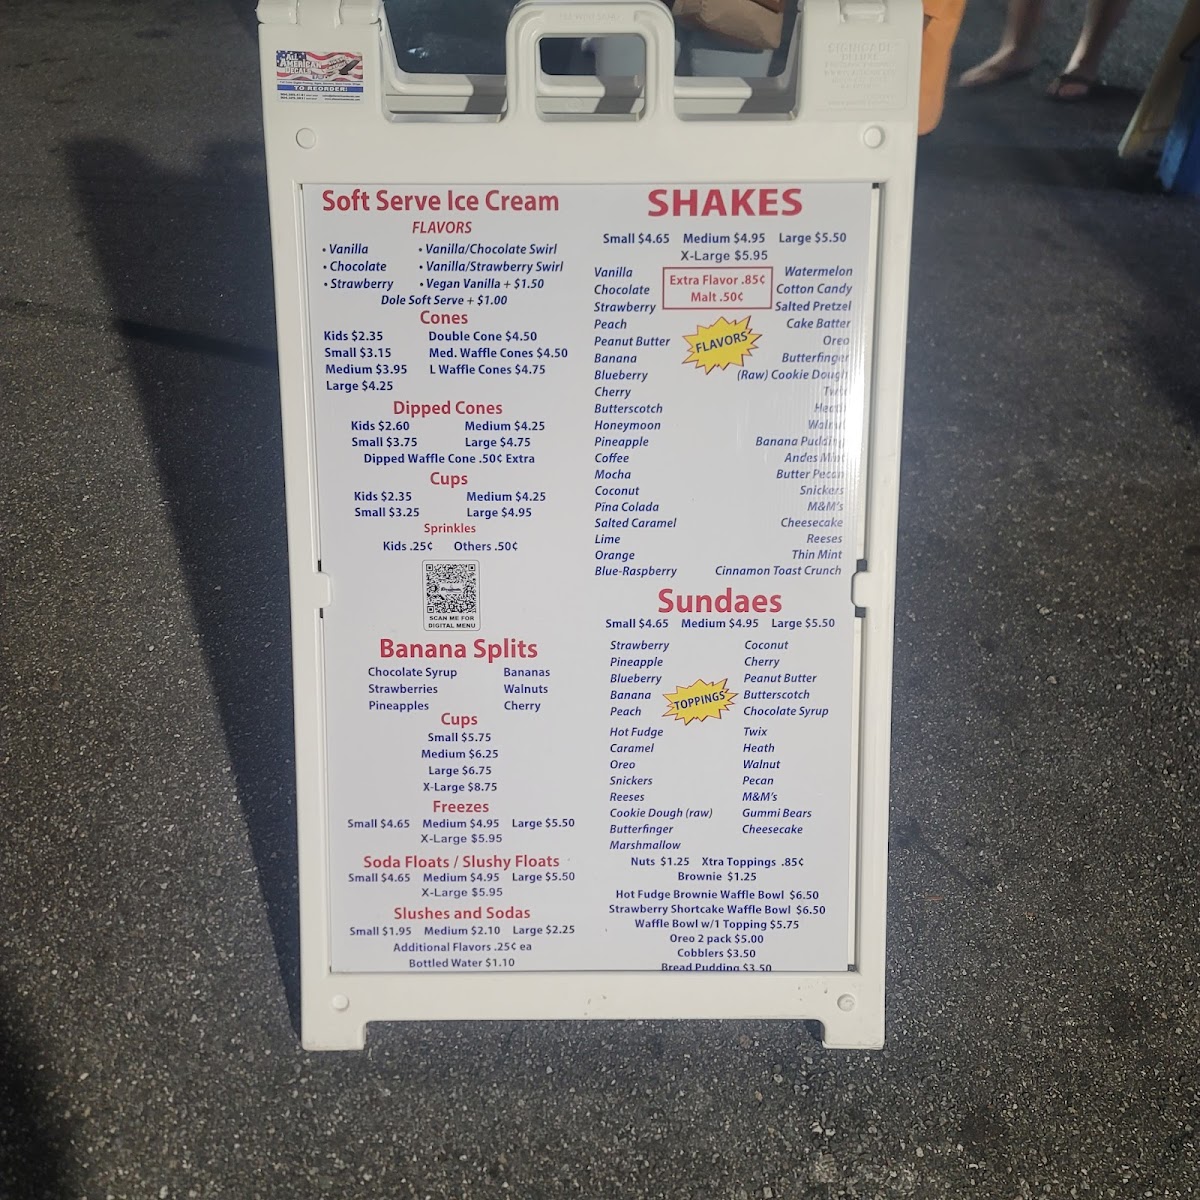 ALL
AMERICAN
DECALS
TO REORDER:
Soft Serve Ice Cream
FLAVORS
• Vanilla
• Chocolate
• Strawberry
• Vanilla/Chocolate Swirl
• Vanilla/Strawberry Swirl
• Vegan Vanilla + $1.50
Dole Soft Serve + $1.00
Cones
Kids $2.35 Double Cone $4.50
Small $3.15 Med. Waffle Cones $4.50
Medium $3.95 L Waffle Cones $4.75
Large $4.25
Dipped Cones
Kids $2.60 Medium $4.25
Small $3.75 Large $4.75
Dipped Waffle Cone .50¢ Extra
Cups
Kids $2.35 Medium $4.25
Small $3.25 Large $4.95
Sprinkles
Kids .25¢ Others .50¢
SCAN ME FOR
DIGITAL MENU
Banana Splits
Chocolate Syrup Bananas
Strawberries Walnuts
Pineapples Cherry
Cups
Small $5.75
Medium $6.25
Large $6.75
X-Large $8.75
Freezes
Small $4.65 Medium $4.95 Large $5.50
X-Large $5.95
Soda Floats / Slushy Floats
Small $4.65 Medium $4.95 Large $5.50
X-Large $5.95
Slushes and Sodas
Small $1.95 Medium $2.10 Large $2.25
Additional Flavors .25¢ ea
Bottled Water $1.10
SHAKES
Small $4.65 Medium $4.95 Large $5.50
X-Large $5.95
Extra Flavor .85¢
Malt .50¢
FLAVORS
Vanilla
Chocolate
Strawberry
Peach
Peanut Butter
Banana
Blueberry
Cherry
Butterscotch
Honeymoon
Pineapple
Coffee
Mocha
Coconut
Pina Colada
Salted Caramel
Lime
Orange
Blue-Raspberry
Watermelon
Cotton Candy
Salted Pretzel
Cake Batter
Oreo
Butterfinger
(Raw) Cookie Dough
Twix
Heath
Walnut
Banana Pudding
Andes Mint
Butter Pecan
Snickers
M&M's
Cheesecake
Reeses
Thin Mint
Cinnamon Toast Crunch
Sundaes
Small $4.65 Medium $4.95 Large $5.50
TOPPINGS
Strawberry
Pineapple
Blueberry
Banana
Peach
Hot Fudge
Caramel
Oreo
Snickers
Reeses
Cookie Dough (raw)
Butterfinger
Marshmallow
Coconut
Cherry
Peanut Butter
Butterscotch
Chocolate Syrup
Twix
Heath
Walnut
Pecan
M&M's
Gummi Bears
Cheesecake
Nuts $1.25 Xtra Toppings .85¢
Brownie $1.25
Hot Fudge Brownie Waffle Bowl $6.50
Strawberry Shortcake Waffle Bowl $6.50
Waffle Bowl w/1 Topping $5.75
Oreo 2 pack $5.00
Cobblers $3.50
Bread Pudding $3.50